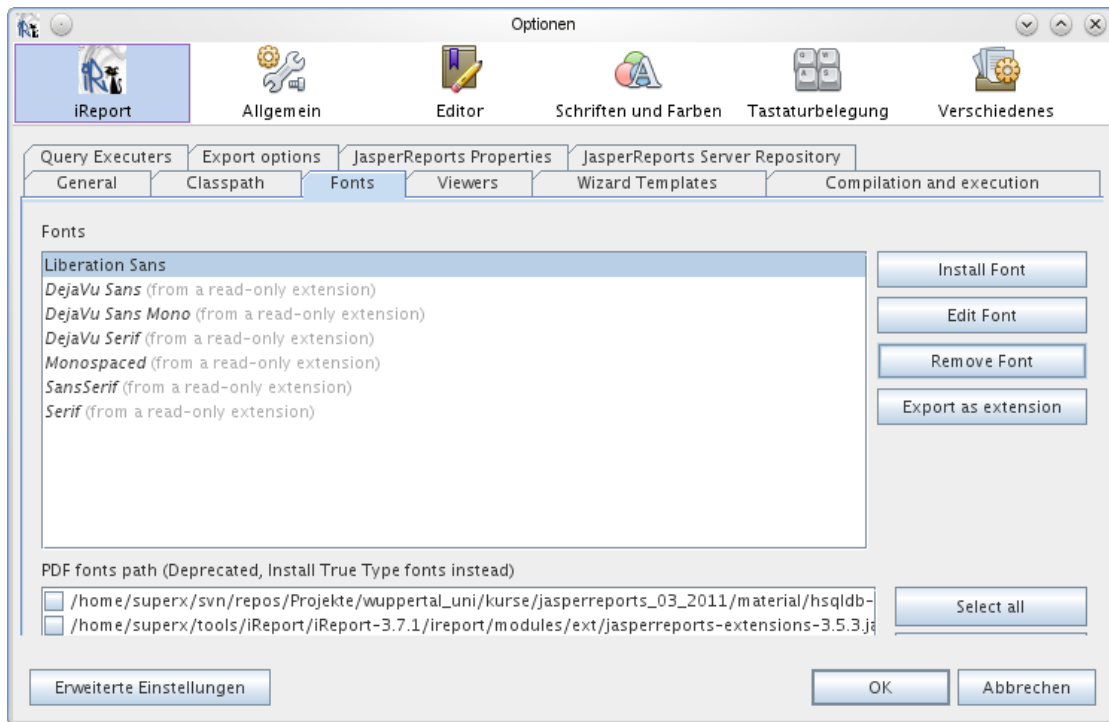 Optionen
iReport Allgemein Editor Schriften und Farben Tastaturbelegung Verschiedenes
Query Executers Export options JasperReports Properties JasperReports Server Repository
General Classpath Fonts Viewers Wizard Templates Compilation and execution
Fonts
Liberation Sans
DejaVu Sans (from a read-only extension)
DejaVu Sans Mono (from a read-only extension)
DejaVu Serif (from a read-only extension)
Monospaced (from a read-only extension)
SansSerif (from a read-only extension)
Serif (from a read-only extension)
Install Font
Edit Font
Remove Font
Export as extension
PDF fonts path (Deprecated, Install True Type fonts instead)
/home/superx/svn/repos/Projekte/wuppertal_uni/kurse/jasperreports_03_2011/material/hsqldb-
/home/superx/tools/iReport/iReport-3.7.1/ireport/modules/ext/jasperreports-extensions-3.5.3.ja
Select all
Erweiterte Einstellungen OK Abbrechen